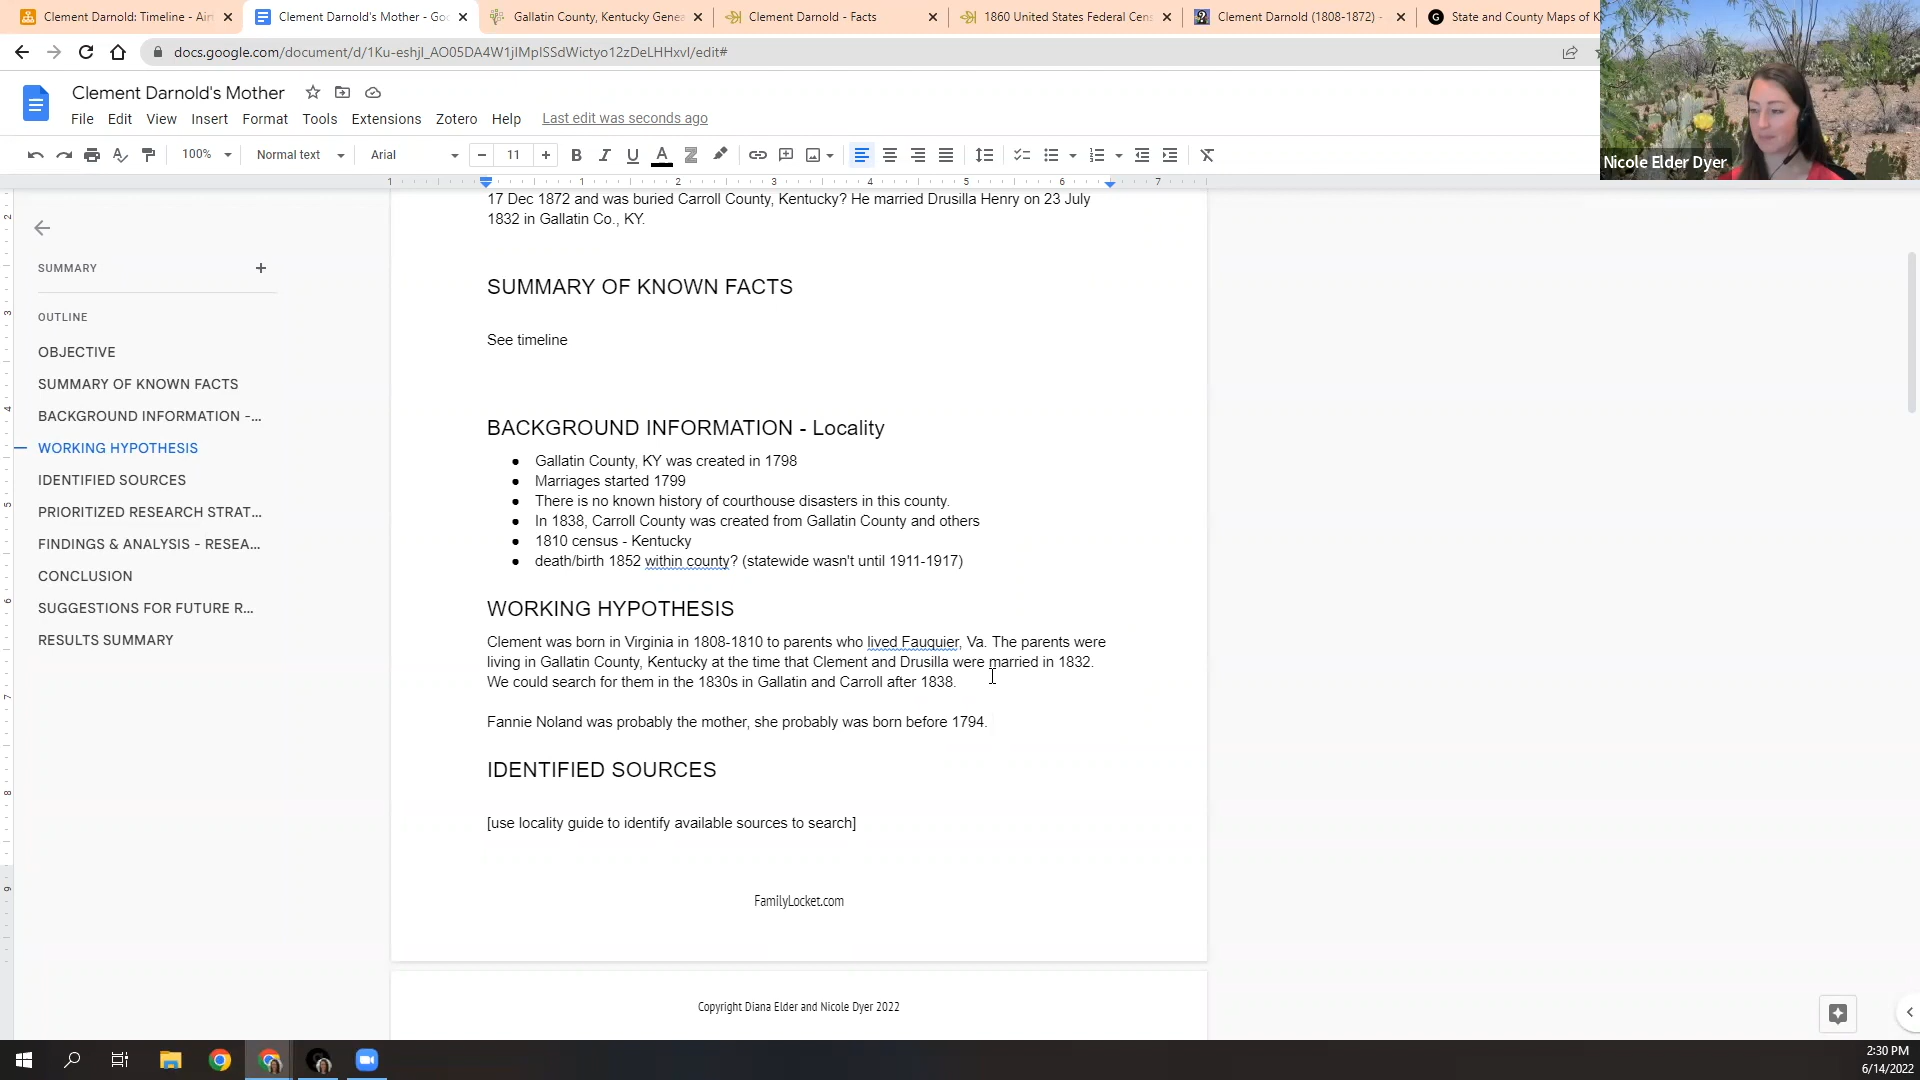 Clement Darnold: Timeline - Air
Clement Darnold's Mother - Goo
Gallatin County, Kentucky Genea
Clement Darnold - Facts
1860 United States Federal Cens
Clement Darnold (1808-1872) -
State and County Maps of K
docs.google.com/document/d/1Ku-eshjI_AO05DA4W1jIMpISSdWictyo12zDeLHHxvI/edit#
Clement Darnold's Mother
File Edit View Insert Format Tools Extensions Zotero Help Last edit was seconds ago
100% Normal text Arial 11
Nicole Elder Dyer
17 Dec 1872 and was buried Carroll County, Kentucky? He married Drusilla Henry on 23 July
1832 in Gallatin Co., KY.
SUMMARY
OUTLINE
OBJECTIVE
SUMMARY OF KNOWN FACTS
BACKGROUND INFORMATION -...
WORKING HYPOTHESIS
IDENTIFIED SOURCES
PRIORITIZED RESEARCH STRAT...
FINDINGS & ANALYSIS - RESEA...
CONCLUSION
SUGGESTIONS FOR FUTURE R...
RESULTS SUMMARY
SUMMARY OF KNOWN FACTS
See timeline
BACKGROUND INFORMATION - Locality
● Gallatin County, KY was created in 1798
● Marriages started 1799
● There is no known history of courthouse disasters in this county.
● In 1838, Carroll County was created from Gallatin County and others
● 1810 census - Kentucky
● death/birth 1852 within county? (statewide wasn't until 1911-1917)
WORKING HYPOTHESIS
Clement was born in Virginia in 1808-1810 to parents who lived Fauquier, Va. The parents were
living in Gallatin County, Kentucky at the time that Clement and Drusilla were married in 1832.
We could search for them in the 1830s in Gallatin and Carroll after 1838.
Fannie Noland was probably the mother, she probably was born before 1794.
IDENTIFIED SOURCES
[use locality guide to identify available sources to search]
FamilyLocket.com
Copyright Diana Elder and Nicole Dyer 2022
2:30 PM
6/14/2022